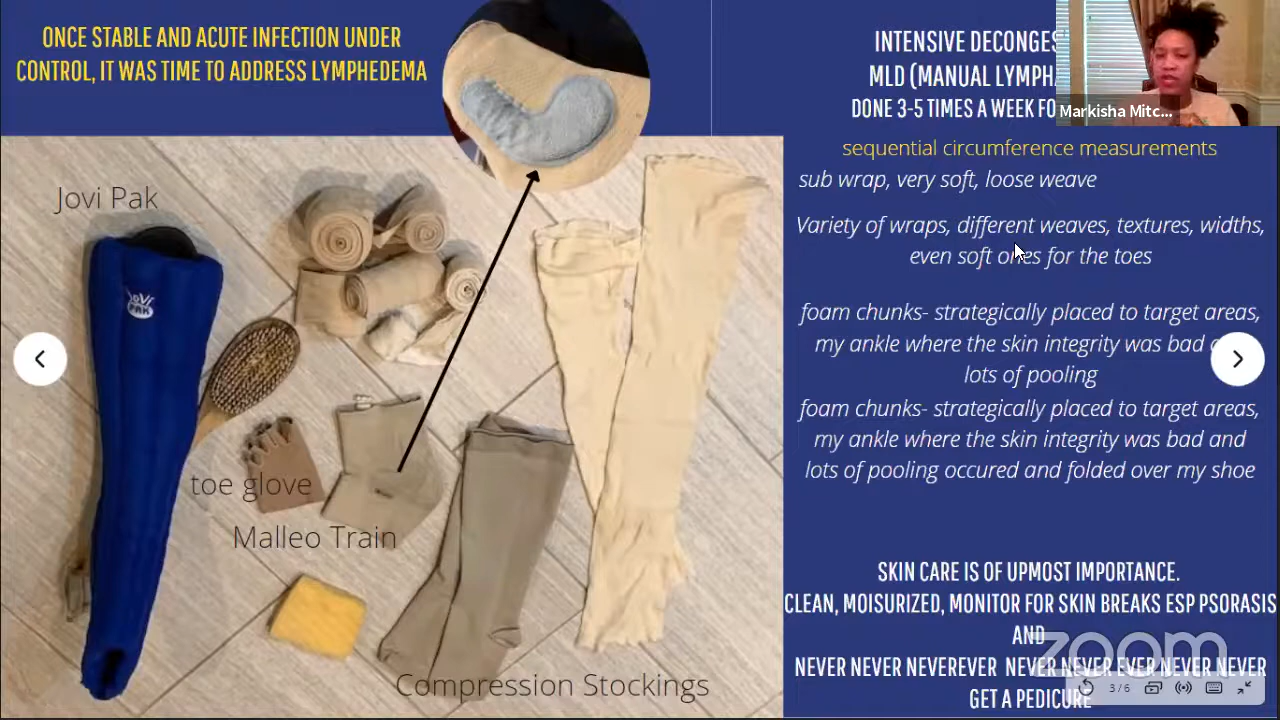 ONCE STABLE AND ACUTE INFECTION UNDER
CONTROL, IT WAS TIME TO ADDRESS LYMPHEDEMA
INTENSIVE DECONGES
MLD (MANUAL LYMPH
DONE 3-5 TIMES A WEEK FO
Markisha Mitc...
sequential circumference measurements
sub wrap, very soft, loose weave
Variety of wraps, different weaves, textures, widths,
even soft ones for the toes
foam chunks- strategically placed to target areas,
my ankle where the skin integrity was bad
lots of pooling
foam chunks- strategically placed to target areas,
my ankle where the skin integrity was bad and
lots of pooling occured and folded over my shoe
SKIN CARE IS OF UPMOST IMPORTANCE.
CLEAN, MOISURIZED, MONITOR FOR SKIN BREAKS ESP PSORASIS
AND
NEVER NEVER NEVEREVER NEVER NEVER EVER NEVER NEVER
GET A PEDICURE
Jovi Pak
JOVI
PAK
toe glove
Malleo Train
Compression Stockings
zoom
3/6